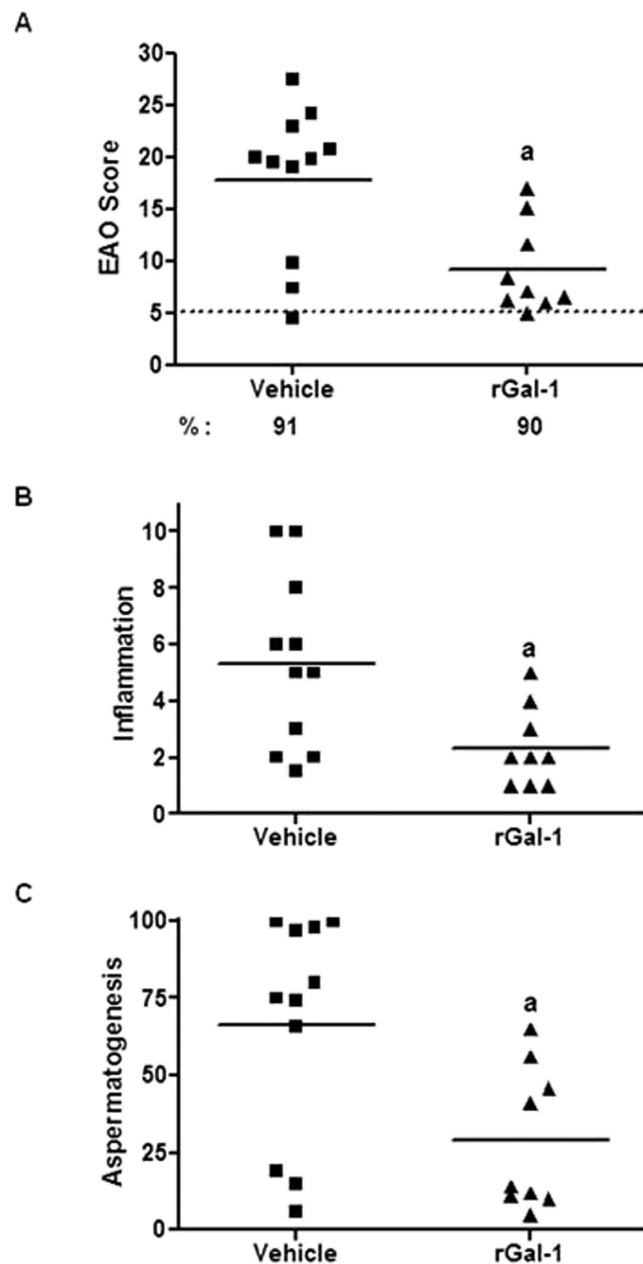 A
EAO Score
30
25
20
15
10
5
0
a
Vehicle rGal-1
% : 91 90
B
Inflammation
10
8
6
4
2
0
a
Vehicle rGal-1
C
Aspermatogenesis
100
75
50
25
0
a
Vehicle rGal-1